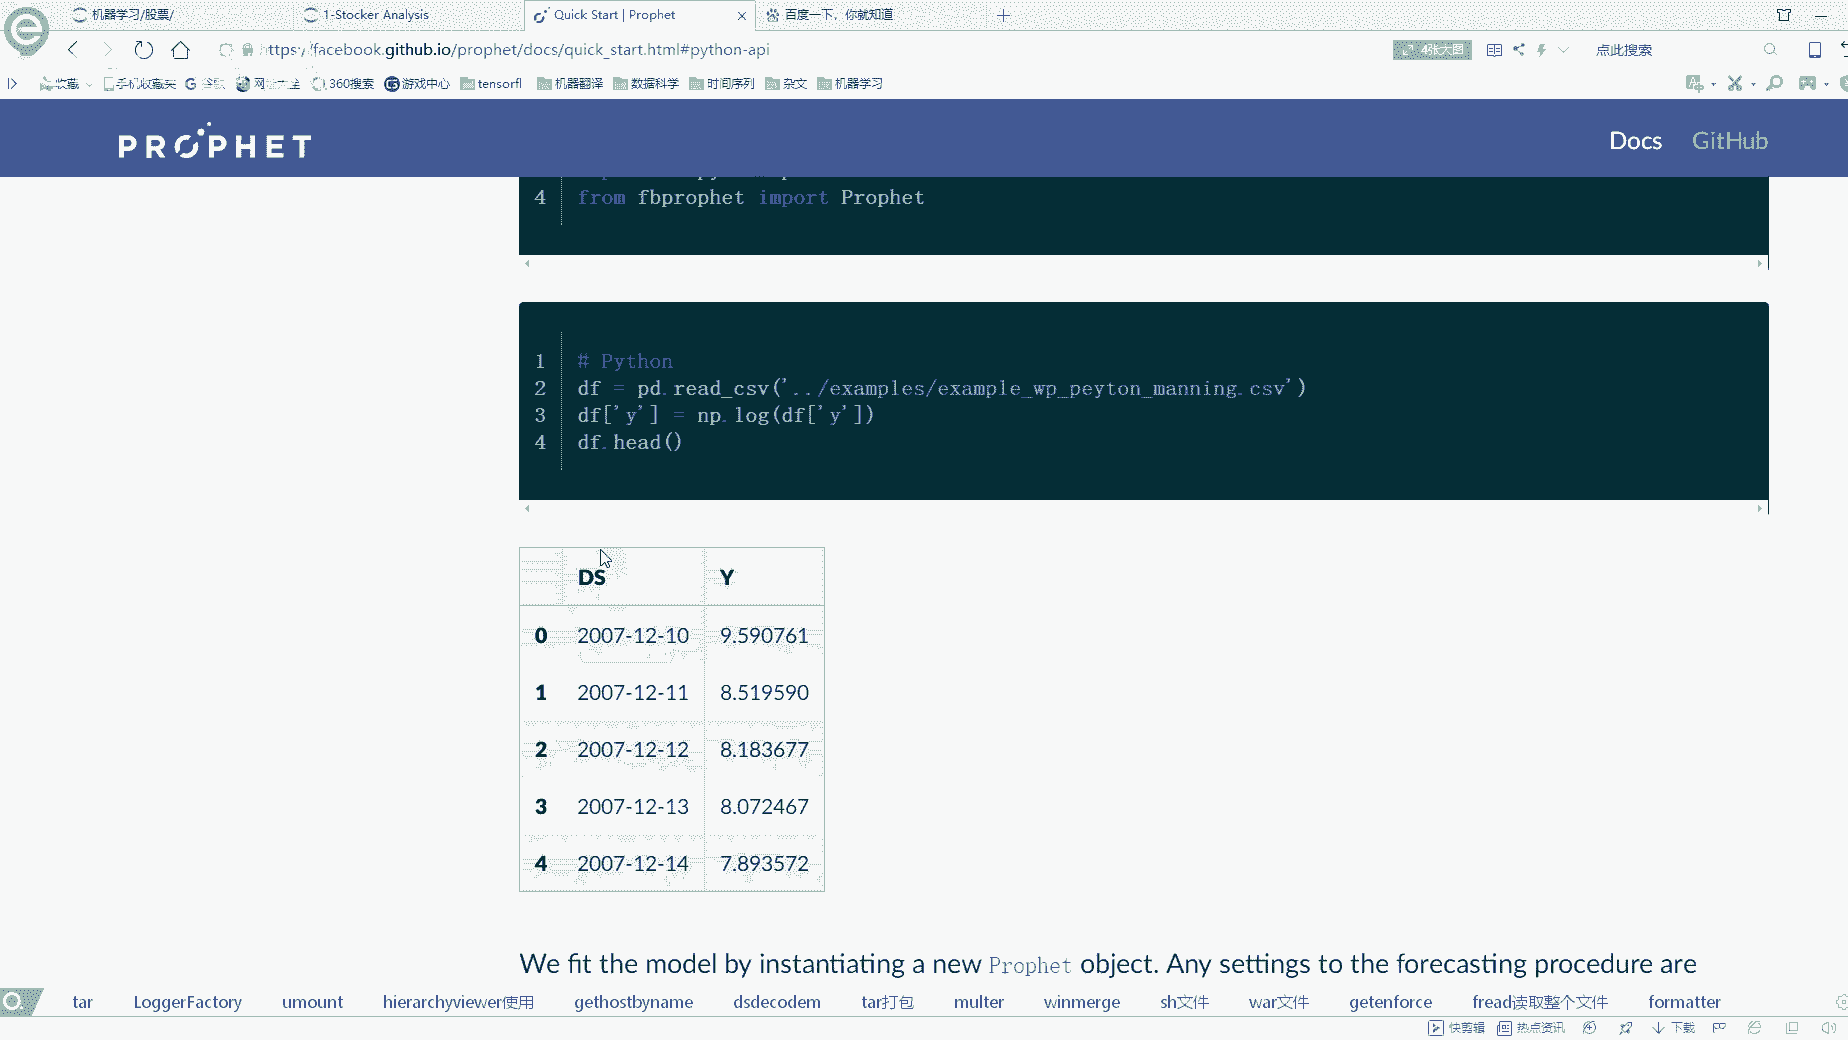 机器学习/股票/ 1-Stocker Analysis Quick Start | Prophet 百度一下，你就知道
https://facebook.github.io/prophet/docs/quick_start.html#python-api 4张大图 点此搜索
收藏 手机收藏夹 谷歌 网址大全 360搜索 游戏中心 tensorfl 机器翻译 数据科学 时间序列 杂文 机器学习
PROPHET Docs GitHub
4 from fbprophet import Prophet
1 # Python
2 df = pd.read_csv('../examples/example_wp_peyton_manning.csv')
3 df['y'] = np.log(df['y'])
4 df.head()
DS Y
0 2007-12-10 9.590761
1 2007-12-11 8.519590
2 2007-12-12 8.183677
3 2007-12-13 8.072467
4 2007-12-14 7.893572
We fit the model by instantiating a new Prophet object. Any settings to the forecasting procedure are
tar LoggerFactory umount hierarchyviewer使用 gethostbyname dsdecodem tar打包 multer winmerge sh文件 war文件 getenforce fread读取整个文件 formatter
快剪辑 热点资讯 下载